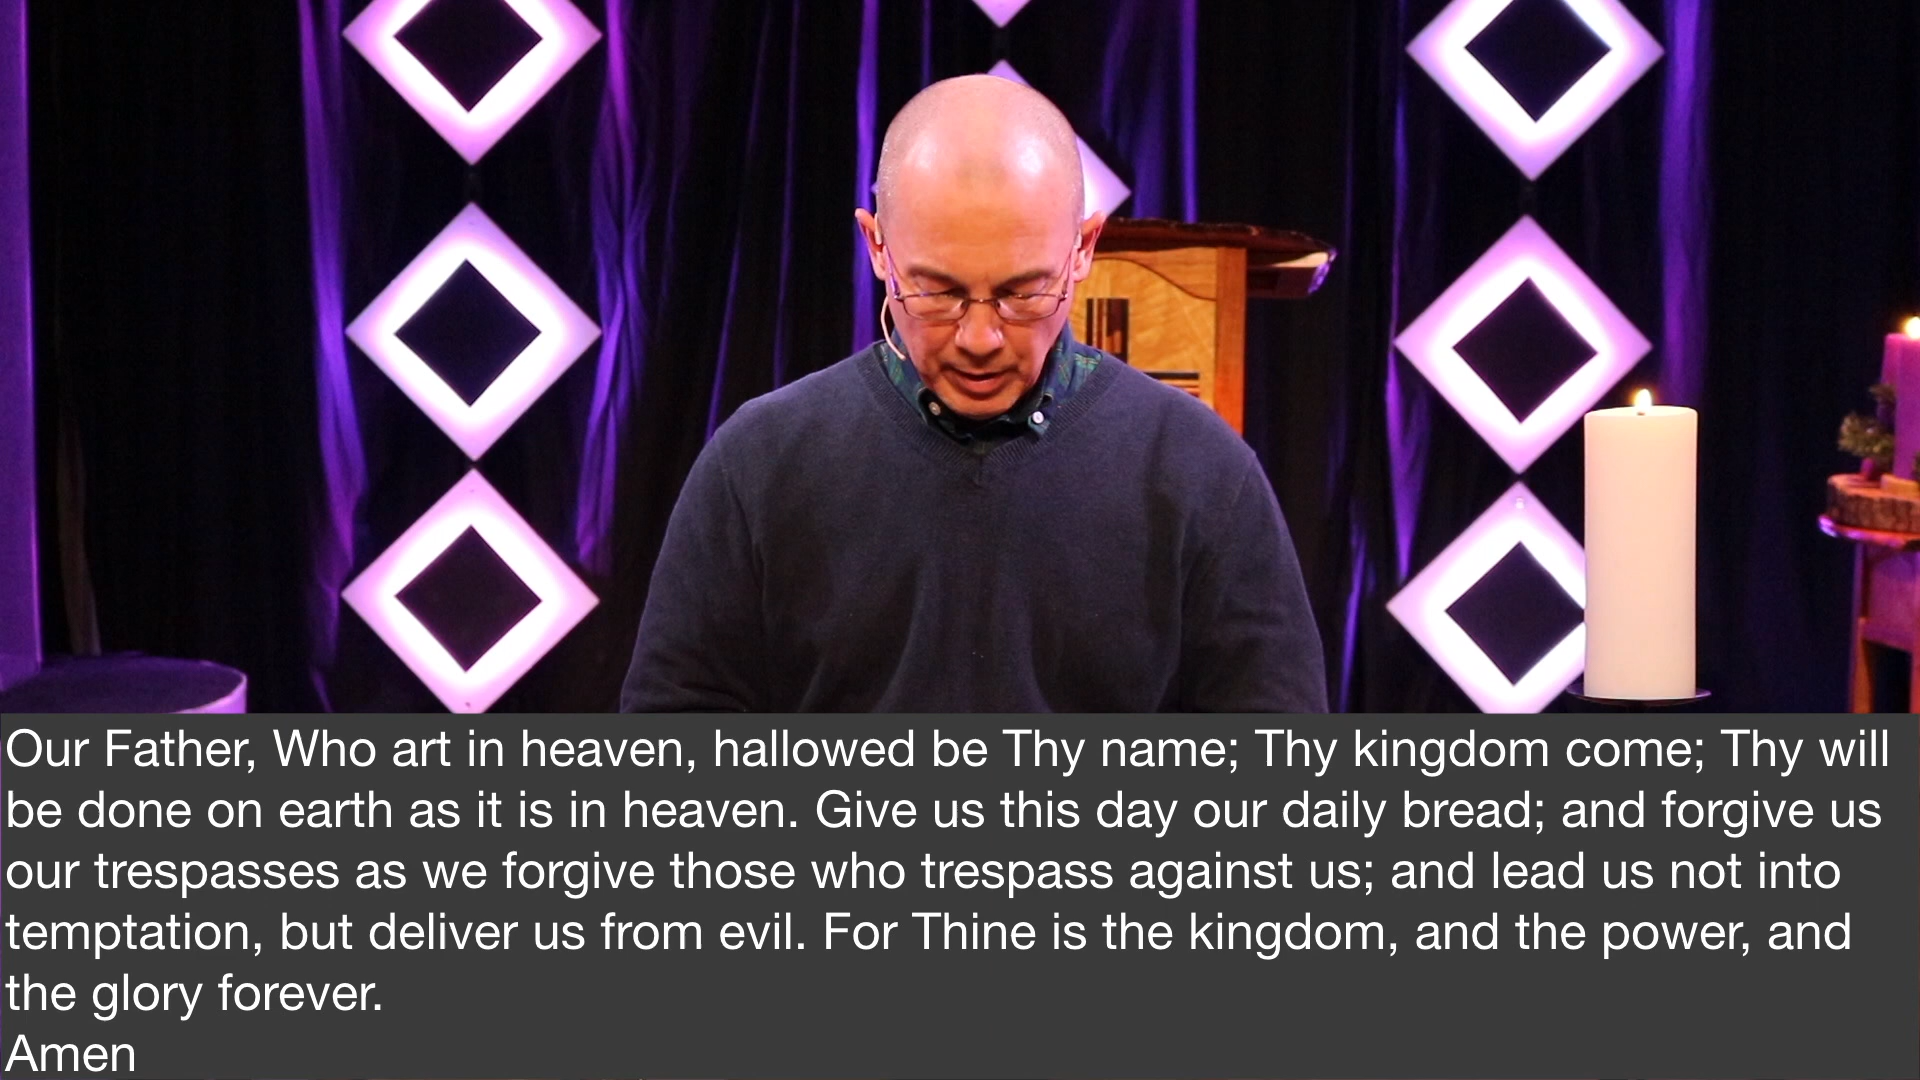 Our Father, Who art in heaven, hallowed be Thy name; Thy kingdom come; Thy will
be done on earth as it is in heaven. Give us this day our daily bread; and forgive us
our trespasses as we forgive those who trespass against us; and lead us not into
temptation, but deliver us from evil. For Thine is the kingdom, and the power, and
the glory forever.
Amen